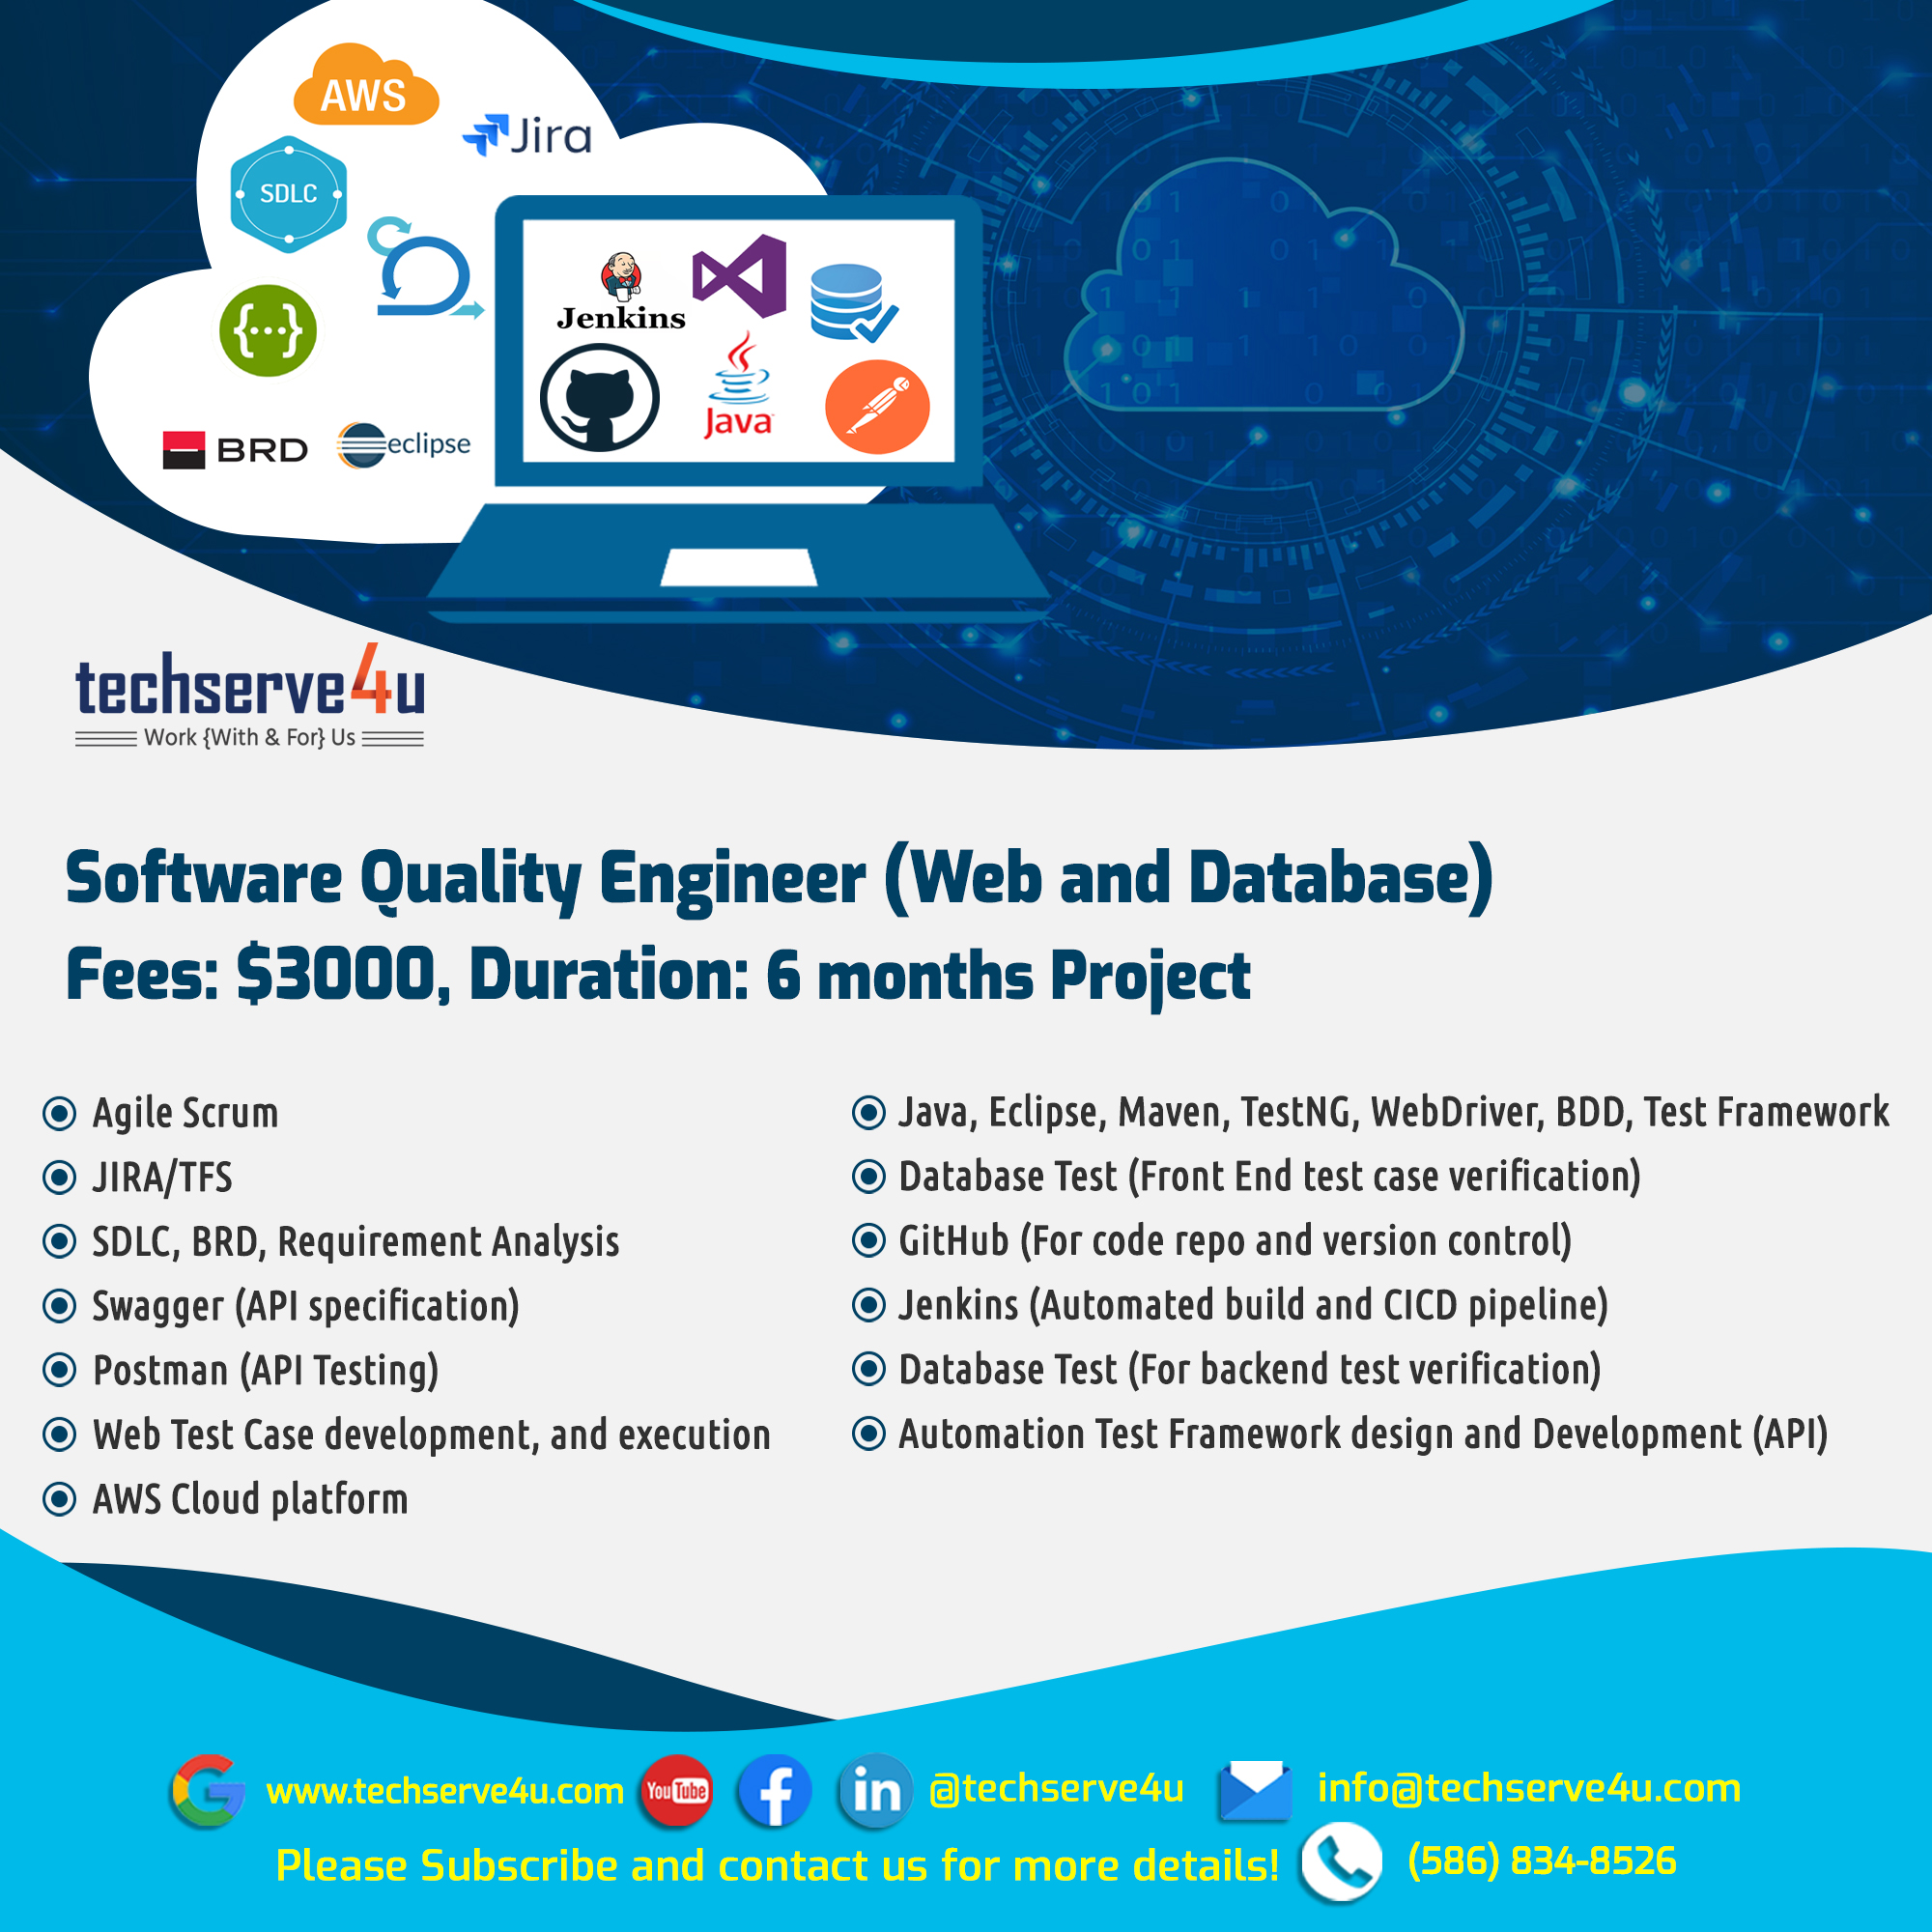 AWS
Jira
SDLC
Jenkins
Java
BRD
eclipse
techserve4u
Work {With & For} Us
Software Quality Engineer (Web and Database)
Fees: $3000, Duration: 6 months Project
Agile Scrum
JIRA/TFS
SDLC, BRD, Requirement Analysis
Swagger (API specification)
Postman (API Testing)
Web Test Case development, and execution
AWS Cloud platform
Java, Eclipse, Maven, TestNG, WebDriver, BDD, Test Framework
Database Test (Front End test case verification)
GitHub (For code repo and version control)
Jenkins (Automated build and CICD pipeline)
Database Test (For backend test verification)
Automation Test Framework design and Development (API)
www.techserve4u.com
YouTube
@techserve4u
info@techserve4u.com
Please Subscribe and contact us for more details!
(586) 834-8526